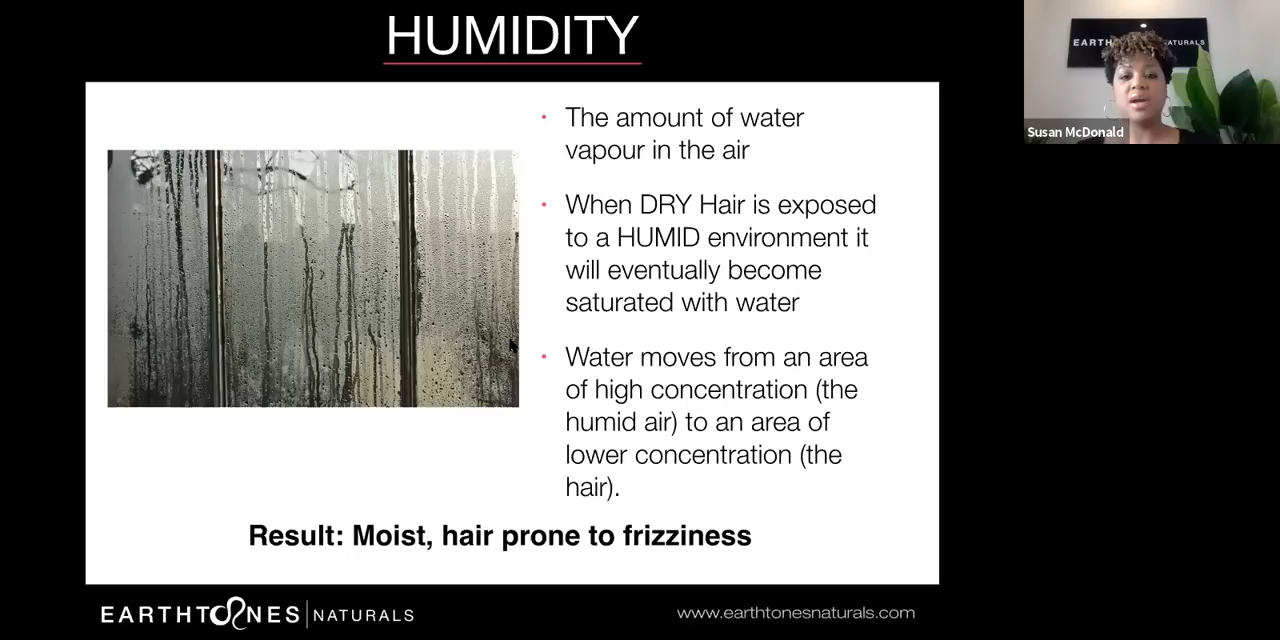 HUMIDITY
• The amount of water
vapour in the air
• When DRY Hair is exposed
to a HUMID environment it
will eventually become
saturated with water
• Water moves from an area
of high concentration (the
humid air) to an area of
lower concentration (the
hair).
Result: Moist, hair prone to frizziness
EARTHTONES NATURALS
www.earthtonesnaturals.com
EARTH
NATURALS
Susan McDonald